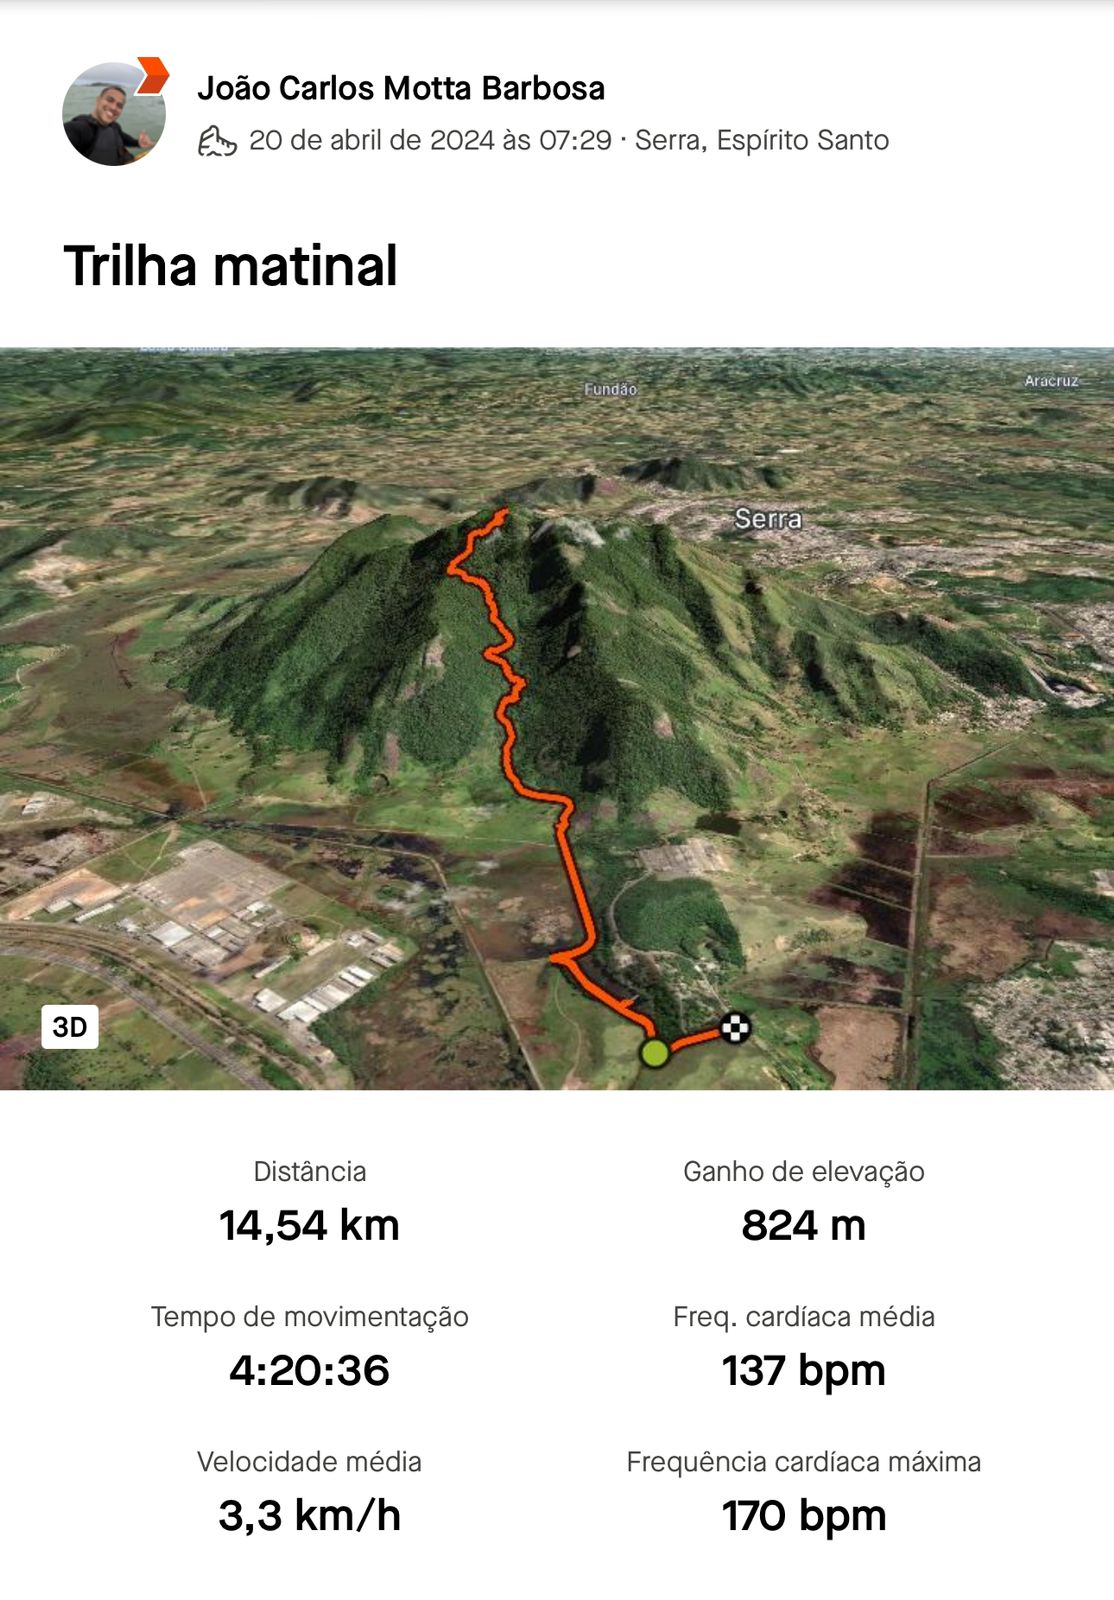 João Carlos Motta Barbosa
20 de abril de 2024 às 07:29 · Serra, Espírito Santo
Trilha matinal
Fundão
Aracruz
Serra
3D
Distância
Ganho de elevação
14,54 km
824 m
Tempo de movimentação
Freq. cardíaca média
4:20:36
137 bpm
Velocidade média
Frequência cardíaca máxima
3,3 km/h
170 bpm